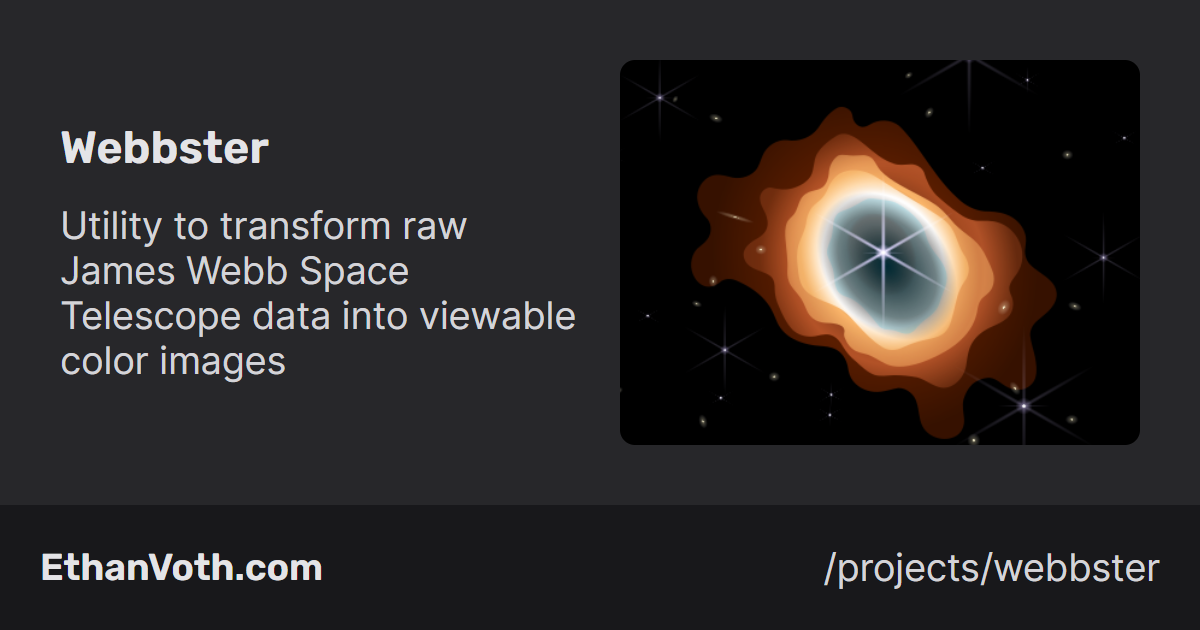 Webbster
Utility to transform raw
James Webb Space
Telescope data into viewable
color images
EthanVoth.com
/projects/webbster